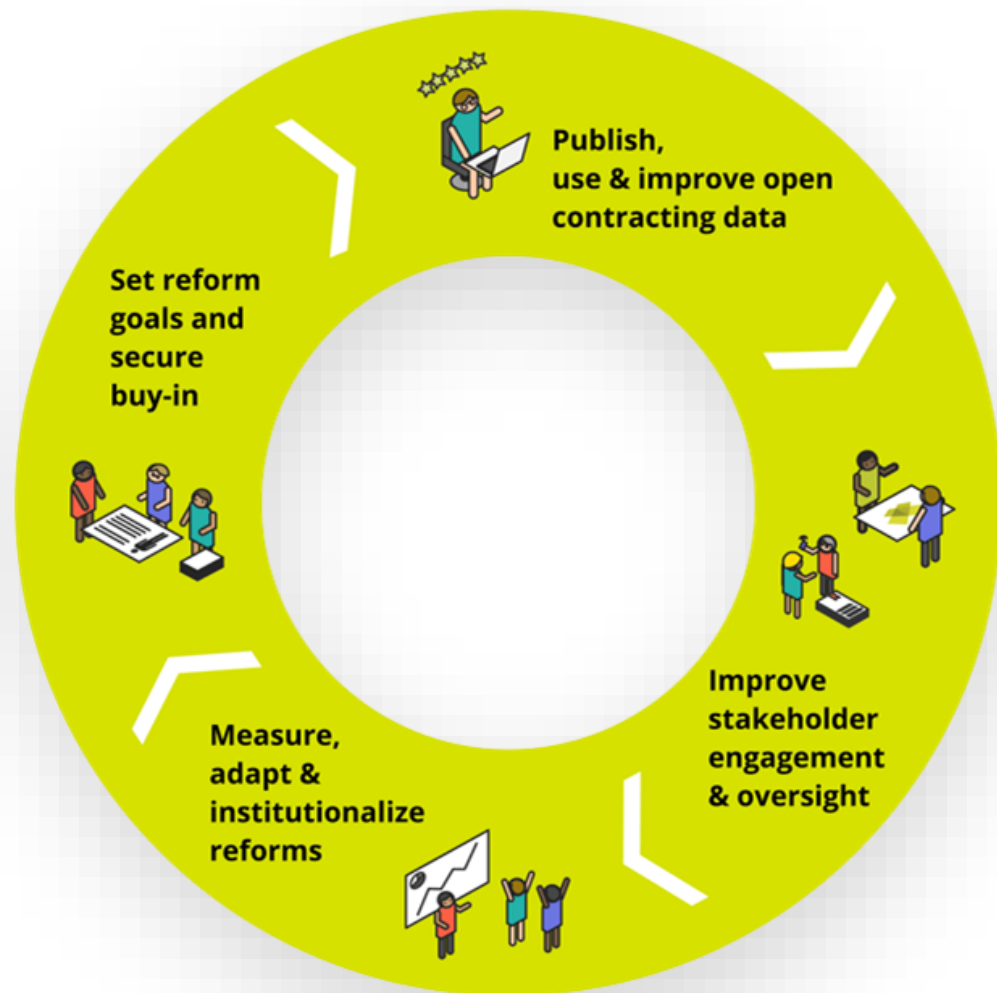 Publish,
use & improve open
contracting data
Set reform
goals and
secure
buy-in
Improve
stakeholder
engagement
& oversight
Measure,
adapt &
institutionalize
reforms